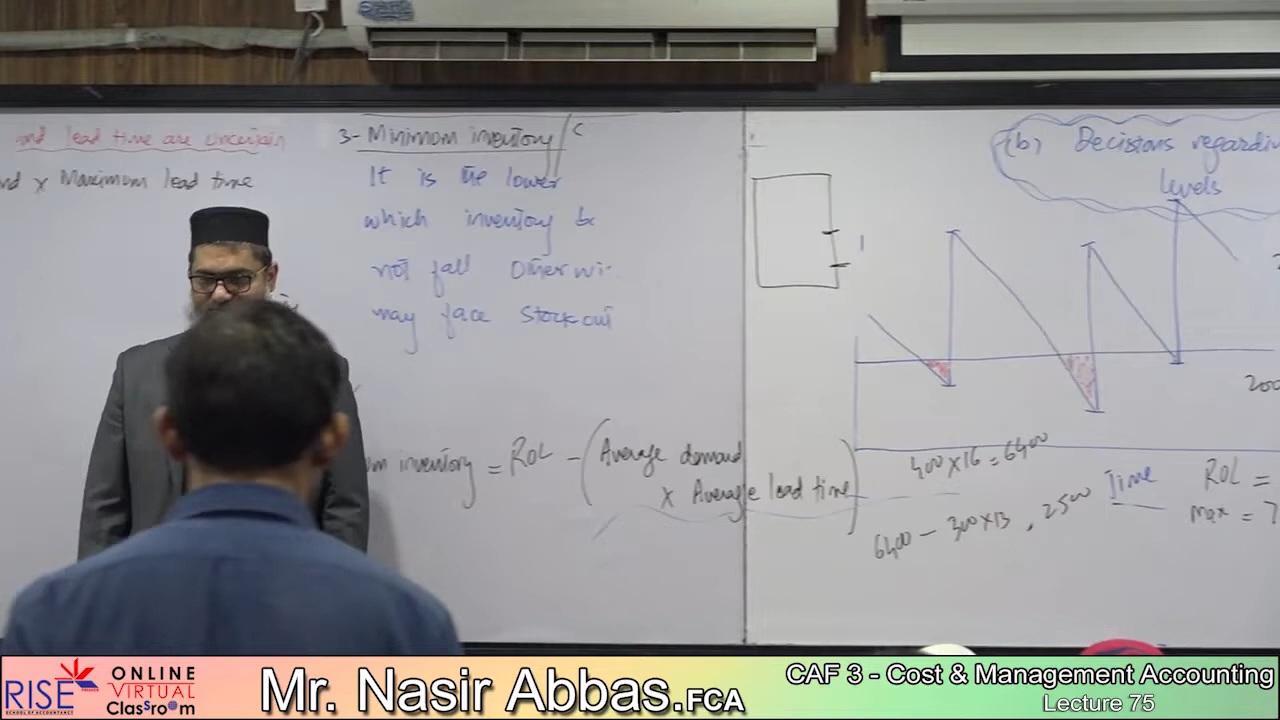 and lead time are uncertain
x Maximum lead time
3- Minimum inventory
It is the lower
which inventory
not fall otherwi
may face stockout
inventory = ROL - (Average demand
x Average lead time)
(b) Decisions regardin
levels
400 x 16 = 6400
6400 - 300 x 13 , 2500
Time
ROL =
max = 7
200
RISE
SCHOOL OF ACCOUNTANCY
ONLINE
VIRTUAL
Classroom
Mr. Nasir Abbas.FCA
CAF 3 - Cost & Management Accounting
Lecture 75